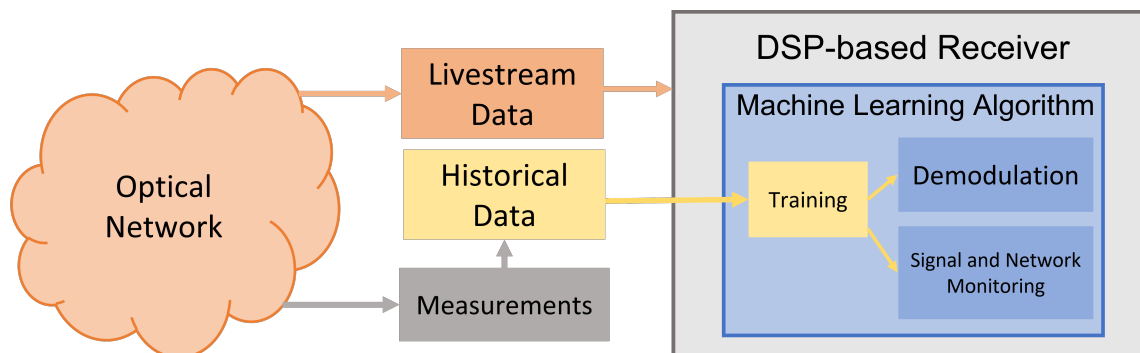 Optical
Network
Livestream
Data
Historical
Data
Measurements
DSP-based Receiver
Machine Learning Algorithm
Training
Demodulation
Signal and Network
Monitoring